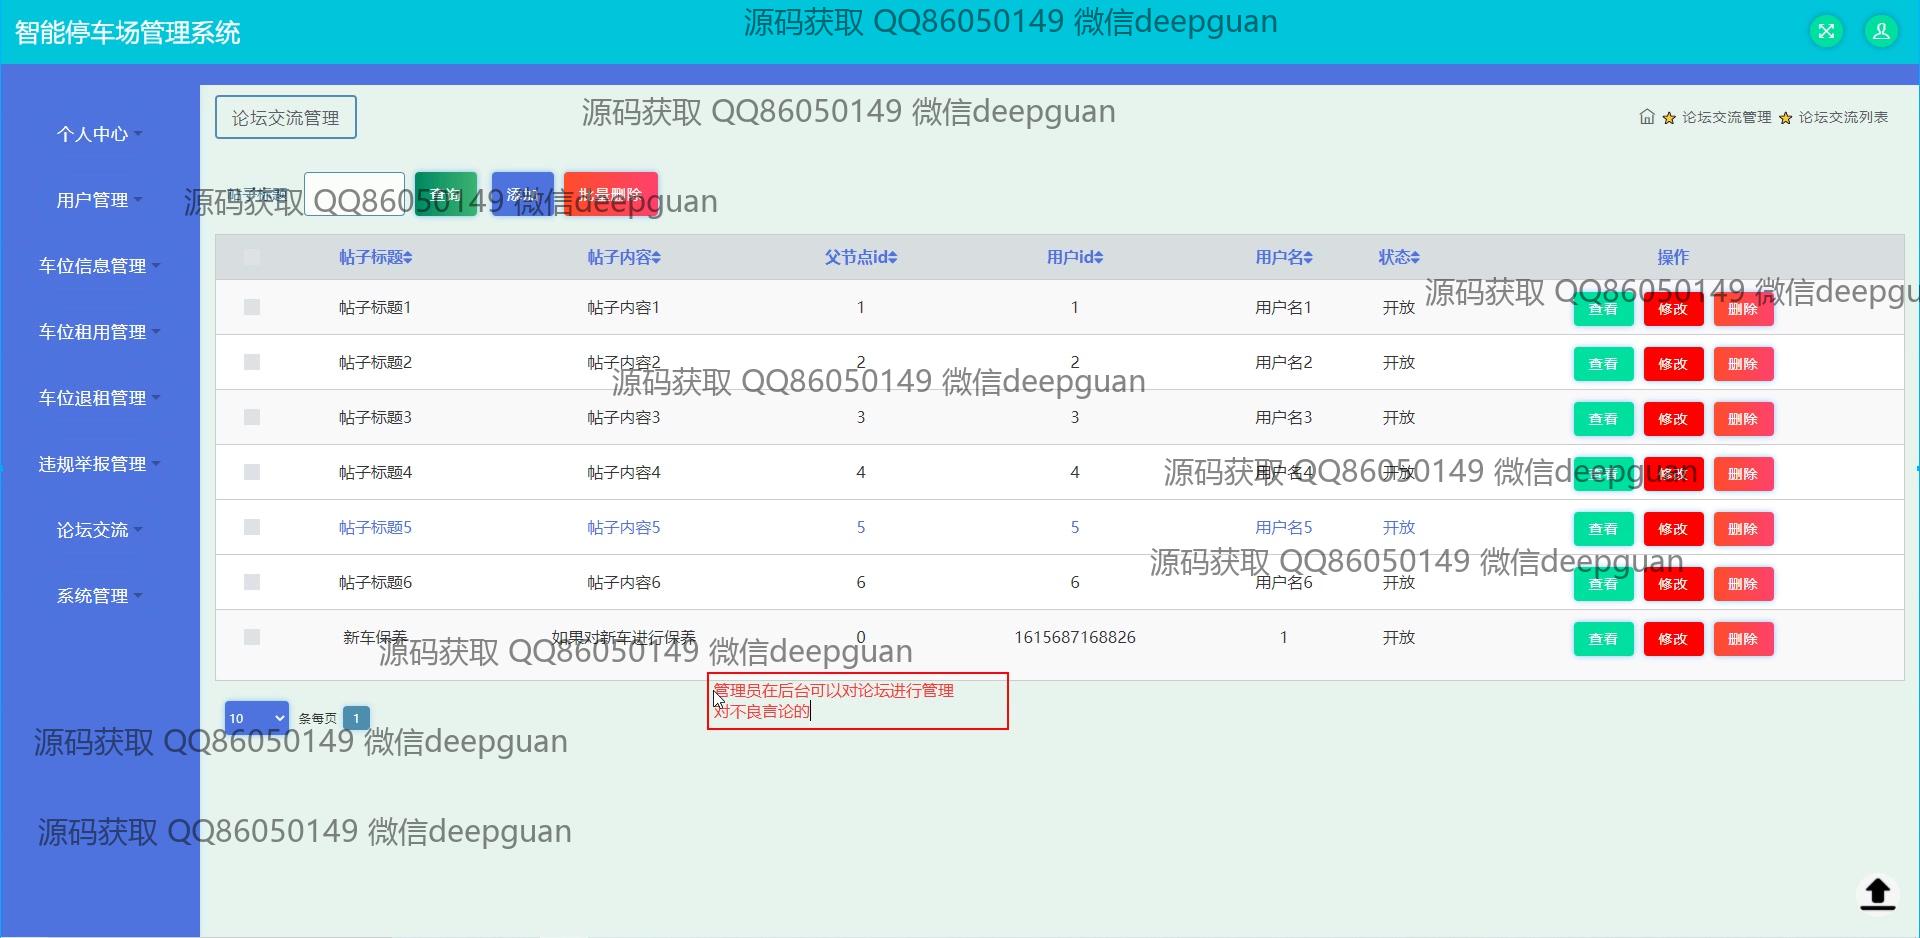 智能停车场管理系统
源码获取 QQ86050149 微信deepguan
论坛交流管理
源码获取 QQ86050149 微信deepguan
论坛交流管理 论坛交流列表
个人中心
用户管理
车位信息管理
车位租用管理
车位退租管理
违规举报管理
论坛交流
系统管理
帖子标题 查询 添加 批量删除
源码获取 QQ86050149 微信deepguan
帖子标题 帖子内容 父节点id 用户id 用户名 状态 操作
源码获取 QQ86050149 微信deepgu
帖子标题1 帖子内容1 1 1 用户名1 开放 查看 修改 删除
帖子标题2 帖子内容2 2 2 用户名2 开放 查看 修改 删除
源码获取 QQ86050149 微信deepguan
帖子标题3 帖子内容3 3 3 用户名3 开放 查看 修改 删除
帖子标题4 帖子内容4 4 4 用户名4 开放 查看 修改 删除
源码获取 QQ86050149 微信deepguan
帖子标题5 帖子内容5 5 5 用户名5 开放 查看 修改 删除
源码获取 QQ86050149 微信deepguan
帖子标题6 帖子内容6 6 6 用户名6 开放 查看 修改 删除
新车保养 如果对新车进行保养 0 1615687168826 1 开放 查看 修改 删除
源码获取 QQ86050149 微信deepguan
管理员在后台可以对论坛进行管理
对不良言论的
10 条每页 1
源码获取 QQ86050149 微信deepguan
源码获取 QQ86050149 微信deepguan